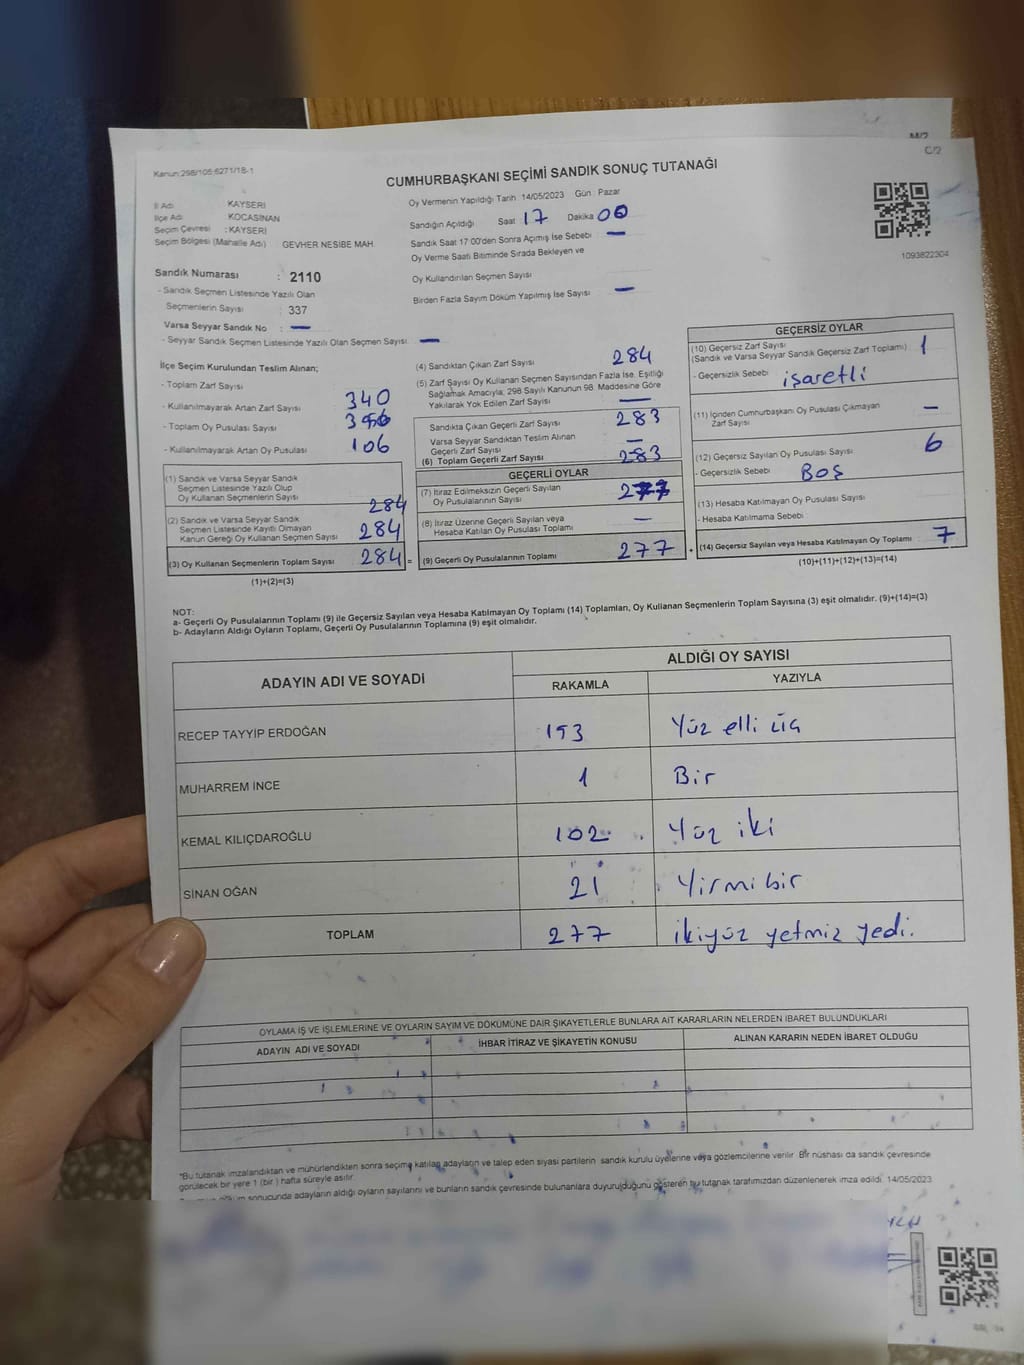 Kanun:298/105-6271/18-1
C/2
CUMHURBAŞKANI SEÇİMİ SANDIK SONUÇ TUTANAĞI
İl Adı KAYSERİ
İlçe Adı KOCASİNAN
Seçim Çevresi : KAYSERİ
Seçim Bölgesi (Mahalle Adı) GEVHER NESİBE MAH.
Oy Vermenin Yapıldığı Tarih 14/05/2023 Gün : Pazar
Sandığın Açıldığı Saat 17 Dakika 00
Sandık Saat 17:00'den Sonra Açımış İse Sebebi —
Oy Verme Saati Bitiminde Sırada Bekleyen ve
Oy Kullandırılan Seçmen Sayısı
Birden Fazla Sayım Döküm Yapılmış İse Sayısı —
1093822304
Sandık Numarası : 2110
- Sandık Seçmen Listesinde Yazılı Olan
Seçmenlerin Sayısı : 337
Varsa Seyyar Sandık No : —
- Seyyar Sandık Seçmen Listesinde Yazılı Olan Seçmen Sayısı —
İlçe Seçim Kurulundan Teslim Alınan;
- Toplam Zarf Sayısı 340
- Kullanılmayarak Artan Zarf Sayısı
- Toplam Oy Pusulası Sayısı
- Kullanılmayarak Artan Oy Pusulası 106
(1) Sandık ve Varsa Seyyar Sandık
Seçmen Listesinde Yazılı Olup
Oy Kullanan Seçmenlerin Sayısı 284
(2) Sandık ve Varsa Seyyar Sandık
Seçmen Listesinde Kayıtlı Olmayan
Kanun Gereği Oy Kullanan Seçmen Sayısı 284
(3) Oy Kullanan Seçmenlerin Toplam Sayısı 284 =
(1)+(2)=(3)
(4) Sandıktan Çıkan Zarf Sayısı 284
(5) Zarf Sayısı Oy Kullanan Seçmen Sayısından Fazla İse, Eşitliği
Sağlamak Amacıyla; 298 Sayılı Kanunun 98. Maddesine Göre
Yakılarak Yok Edilen Zarf Sayısı —
Sandıkta Çıkan Geçerli Zarf Sayısı 283
Varsa Seyyar Sandıktan Teslim Alınan
Geçerli Zarf Sayısı —
(6) Toplam Geçerli Zarf Sayısı 283
GEÇERLİ OYLAR
(7) İtiraz Edilmeksizin Geçerli Sayılan
Oy Pusulalarının Sayısı 277
(8) İtiraz Üzerine Geçerli Sayılan veya
Hesaba Katılan Oy Pusulası Toplamı —
(9) Geçerli Oy Pusulalarının Toplamı 277 +
GEÇERSİZ OYLAR
(10) Geçersiz Zarf Sayısı
(Sandık ve Varsa Seyyar Sandık Geçersiz Zarf Toplamı) 1
- Geçersizlik Sebebi : işaretli
(11) İçinden Cumhurbaşkanı Oy Pusulası Çıkmayan
Zarf Sayısı —
(12) Geçersiz Sayılan Oy Pusulası Sayısı 6
- Geçersizlik Sebebi : Boş
(13) Hesaba Katılmayan Oy Pusulası Sayısı
- Hesaba Katılmama Sebebi :
(14) Geçersiz Sayılan veya Hesaba Katılmayan Oy Toplamı 7
(10)+(11)+(12)+(13)=(14)
NOT:
a- Geçerli Oy Pusulalarının Toplamı (9) ile Geçersiz Sayılan veya Hesaba Katılmayan Oy Toplamı (14) Toplamları, Oy Kullanan Seçmenlerin Toplam Sayısına (3) eşit olmalıdır. (9)+(14)=(3)
b- Adayların Aldığı Oyların Toplamı, Geçerli Oy Pusulalarının Toplamına (9) eşit olmalıdır.
ADAYIN ADI VE SOYADI
ALDIĞI OY SAYISI
RAKAMLA YAZIYLA
RECEP TAYYİP ERDOĞAN 153 Yüz elli üç
MUHARREM İNCE 1 Bir
KEMAL KILIÇDAROĞLU 102 Yüz iki
SİNAN OĞAN 21 Yirmi bir
TOPLAM 277 ikiyüz yetmiz yedi.
OYLAMA İŞ VE İŞLEMLERİNE VE OYLARIN SAYIM VE DÖKÜMÜNE DAİR ŞİKAYETLERLE BUNLARA AİT KARARLARIN NELERDEN İBARET BULUNDUKLARI
ADAYIN ADI VE SOYADI İHBAR İTİRAZ VE ŞİKAYETİN KONUSU ALINAN KARARIN NEDEN İBARET OLDUĞU
*Bu tutanak imzalandıktan ve mühürlendikten sonra seçime katılan adayların ve talep eden siyasi partilerin sandık kurulu üyelerine veya gözlemcilerine verilir. Bir nüshası da sandık çevresinde
görülecek bir yere 1 (bir ) hafta süreyle asılır.
sonucunda adayların aldığı oyların sayılarını ve bunların sandık çevresinde bulunanlara duyurulduğunu gösteren bu tutanak tarafımızdan düzenlenerek imza edildi. 14/05/2023